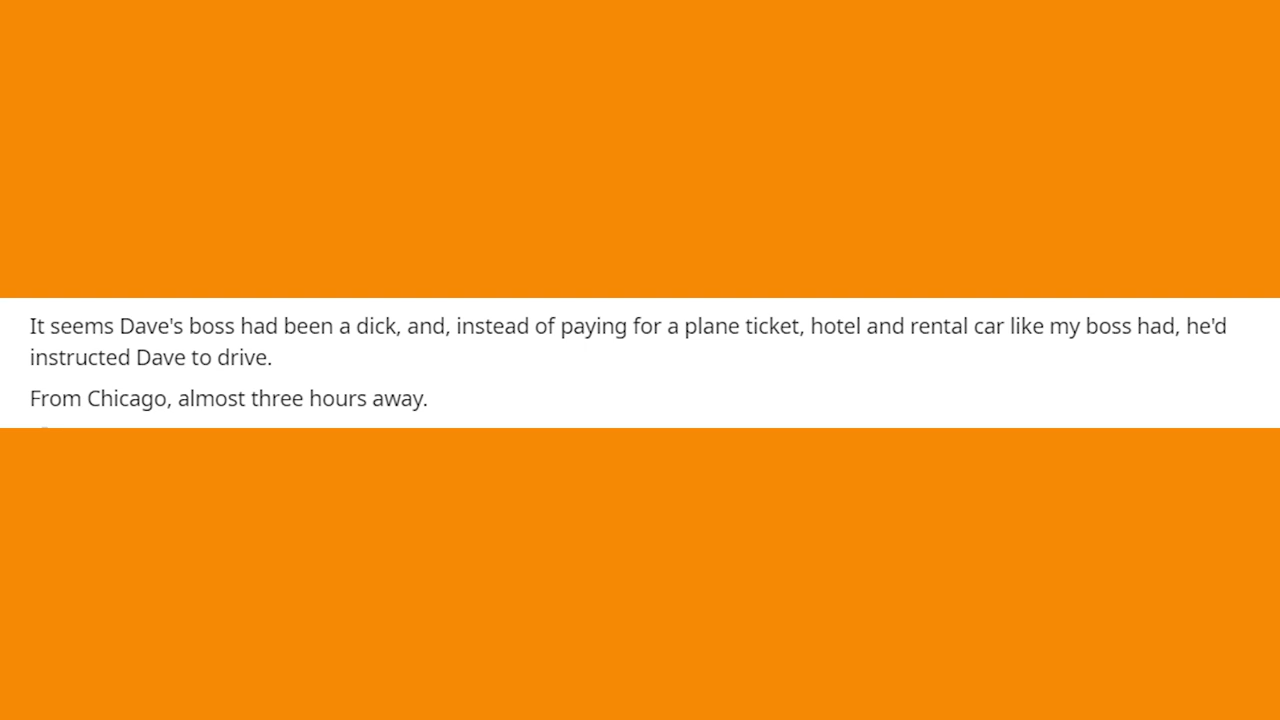 It seems Dave's boss had been a dick, and, instead of paying for a plane ticket, hotel and rental car like my boss had, he'd
instructed Dave to drive.
From Chicago, almost three hours away.